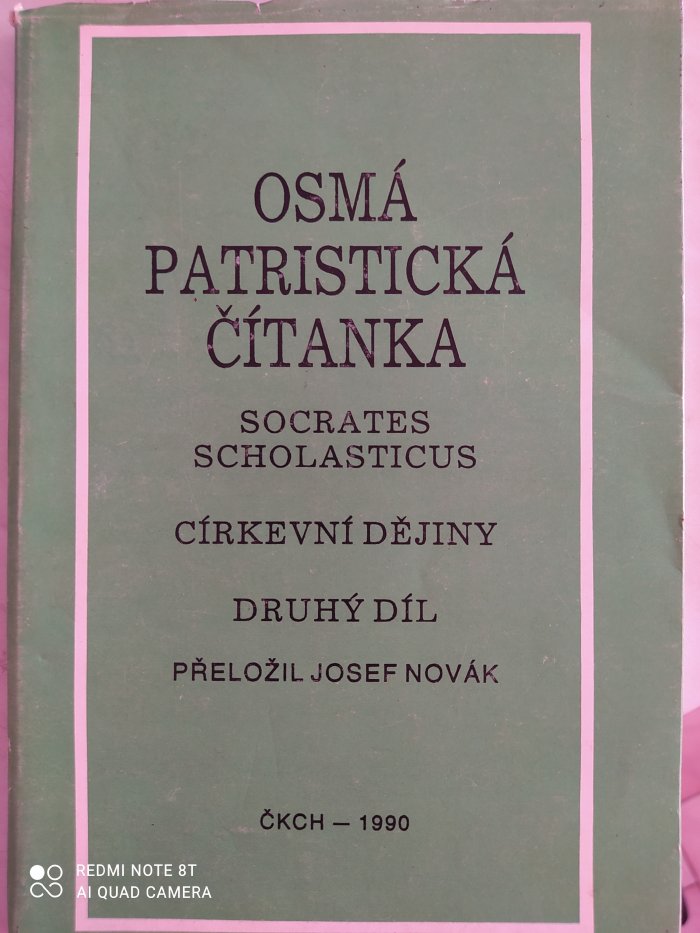 OSMÁ
PATRISTICKÁ
ČÍTANKA
SOCRATES
SCHOLASTICUS
CÍRKEVNÍ DĚJINY
DRUHÝ DÍL
PŘELOŽIL JOSEF NOVÁK
ČKCH — 1990
REDMI NOTE 8T
AI QUAD CAMERA